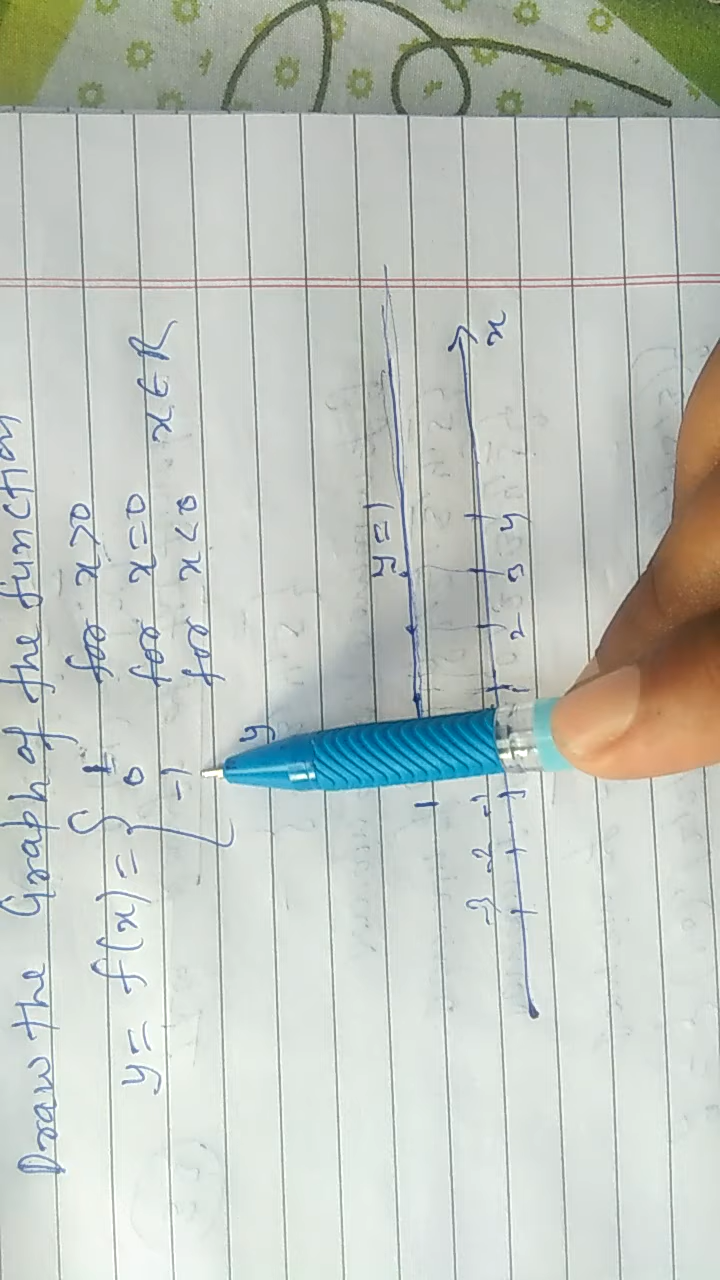 Draw the Graph of the function
y = f(x) = { 1 for x>0
0 for x=0
-1 for x<0 x∈R
y
y=1
1
-3 -2 -1 1 2 3 4
x